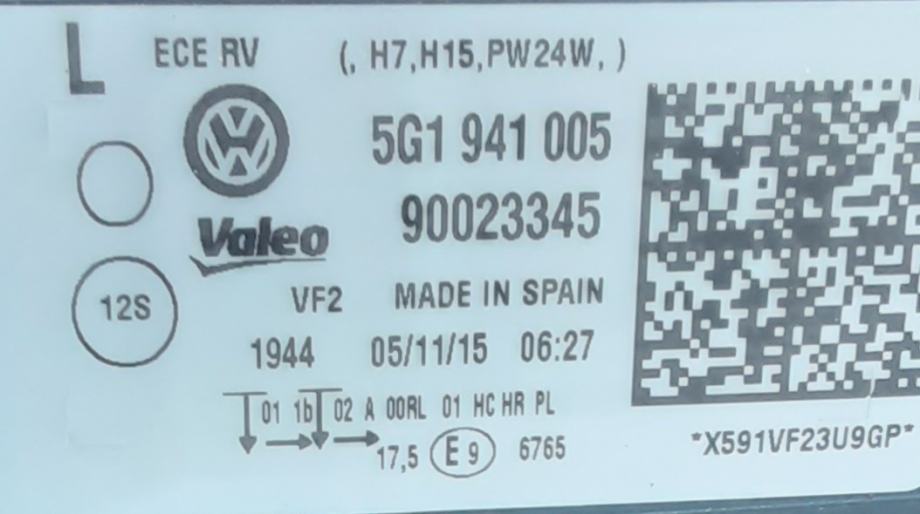 L ECE RV (, H7,H15,PW24W, )
5G1 941 005
Valeo 90023345
12S
VF2 MADE IN SPAIN
1944 05/11/15 06:27
01 1b 02 A 00RL 01 HC HR PL
17,5 E 9 6765
*X591VF23U9GP*